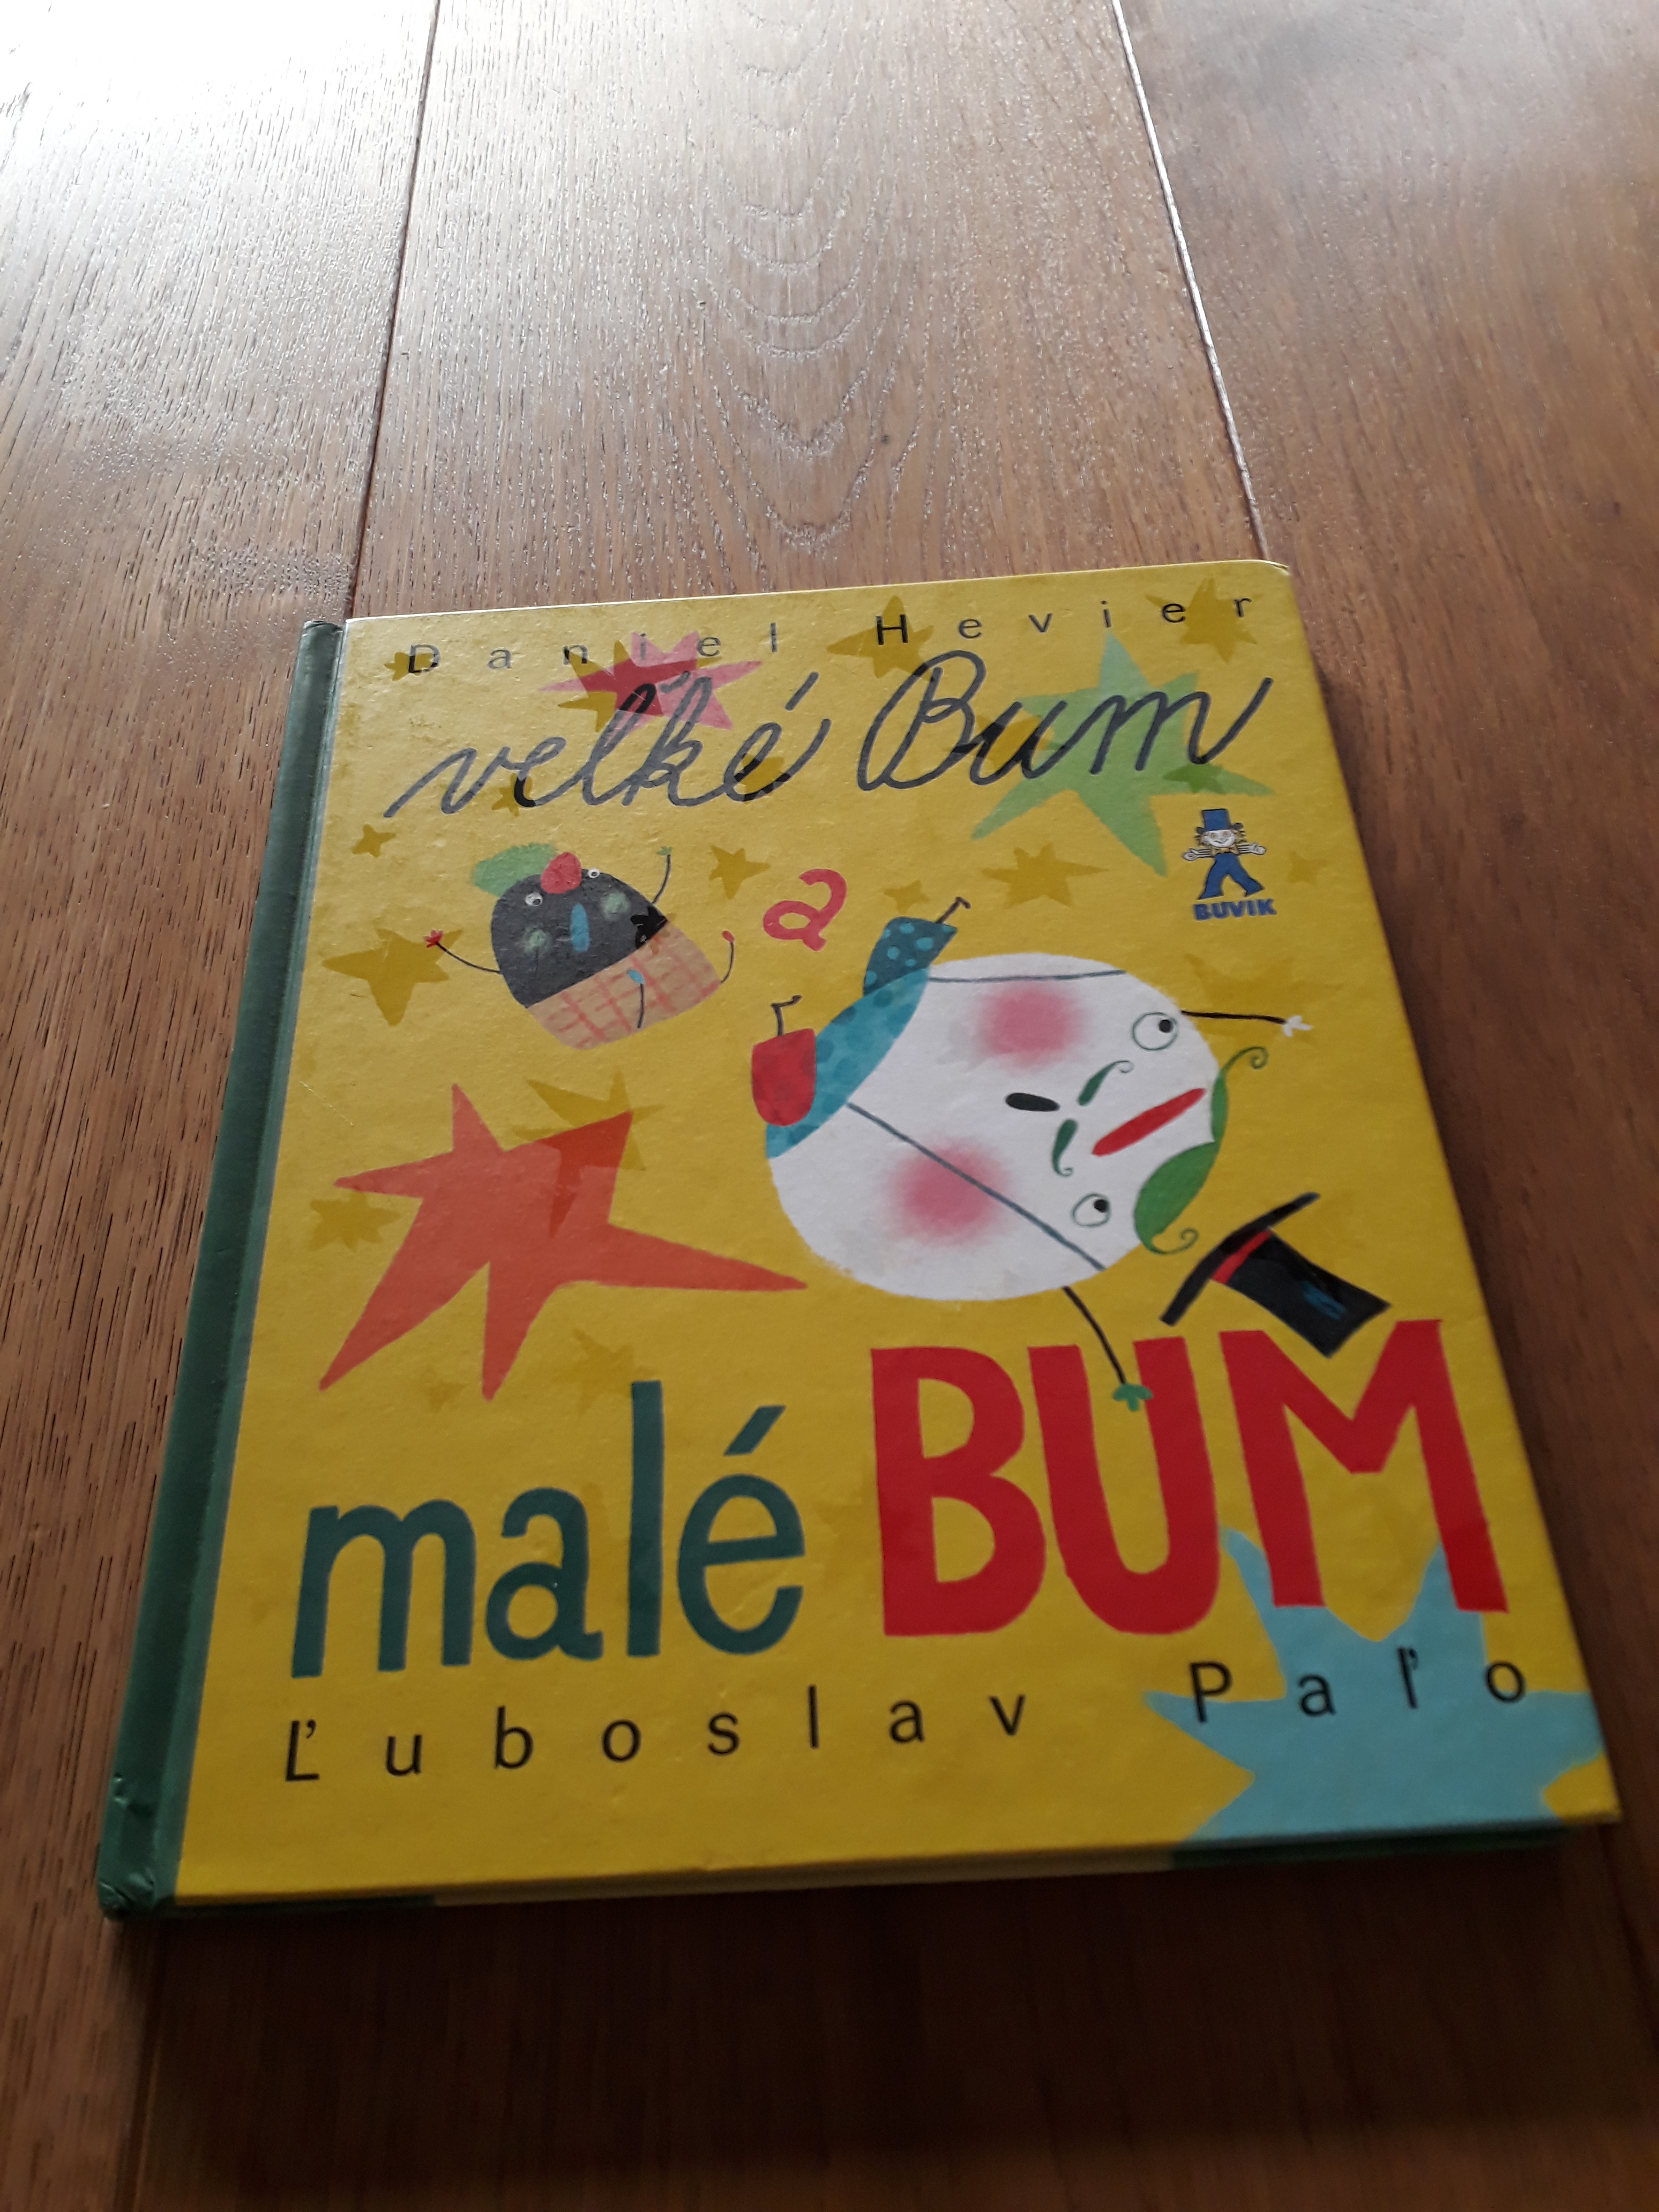 Daniel Hevier
veľké Bum
BUVIK
a
malé BUM
Ľuboslav Paľo